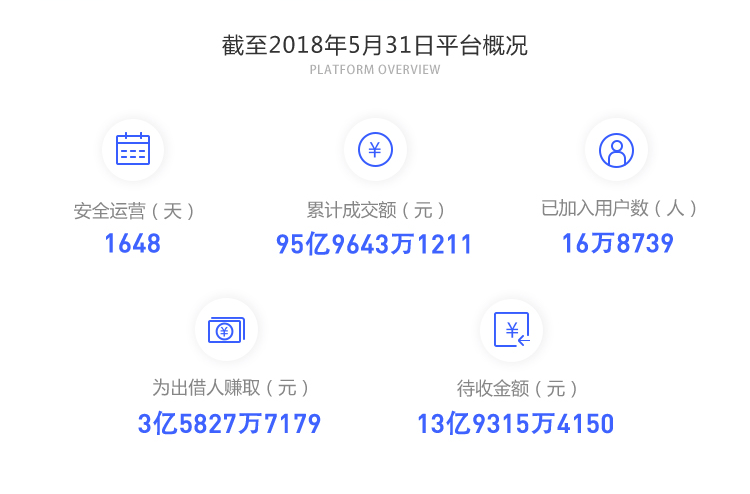 截至2018年5月31日平台概况
PLATFORM OVERVIEW
安全运营（天）
1648
累计成交额（元）
95亿9643万1211
已加入用户数（人）
16万8739
为出借人赚取（元）
3亿5827万7179
待收金额（元）
13亿9315万4150